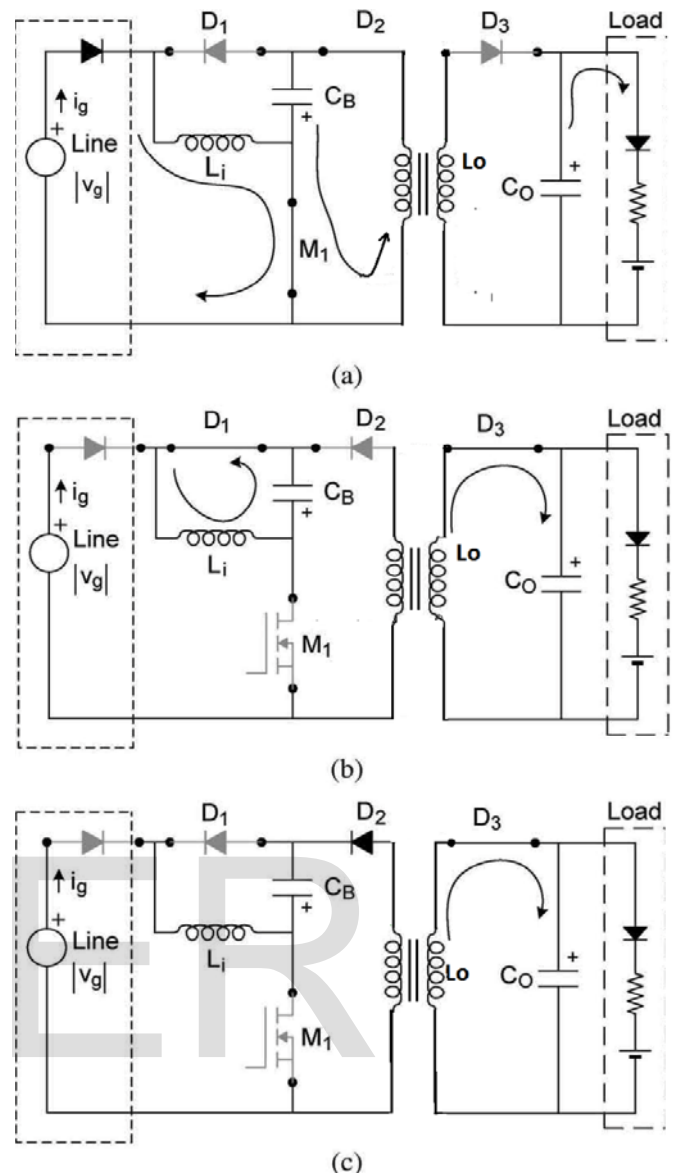 D1 D2 D3 Load
ig
+
Line
|vg|
CB
+
Li
M1
Lo
CO
+
(a)
D1 D2 D3 Load
ig
+
Line
|vg|
CB
+
Li
M1
Lo
CO
+
(b)
D1 D2 D3 Load
ig
+
Line
|vg|
CB
+
Li
M1
Lo
CO
+
(c)
ER